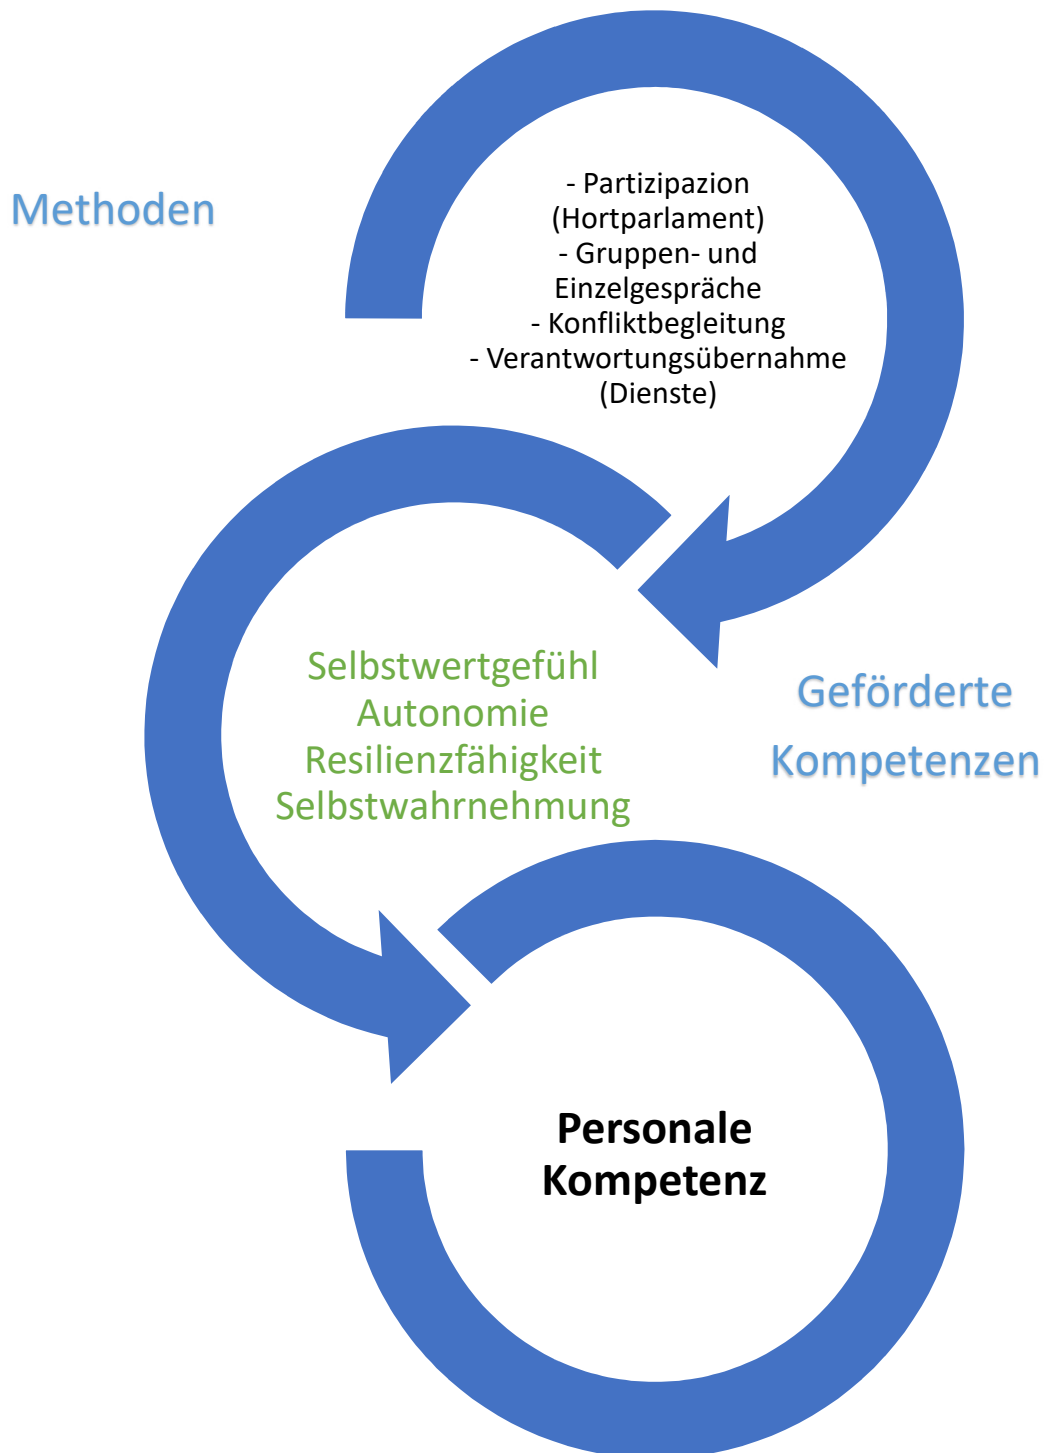 Methoden
- Partizipazion
(Hortparlament)
- Gruppen- und
Einzelgespräche
- Konfliktbegleitung
- Verantwortungsübernahme
(Dienste)
Selbstwertgefühl
Autonomie
Resilienzfähigkeit
Selbstwahrnehmung
Geförderte
Kompetenzen
Personale
Kompetenz